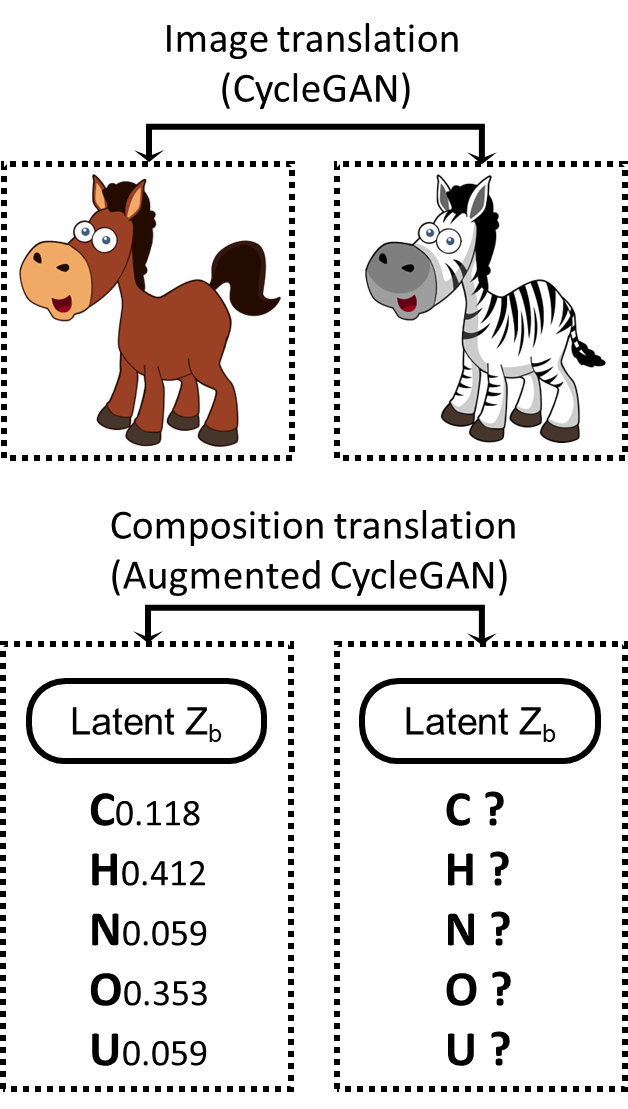 Image translation
(CycleGAN)
Composition translation
(Augmented CycleGAN)
Latent Zb
C0.118
H0.412
N0.059
O0.353
U0.059
Latent Zb
C ?
H ?
N ?
O ?
U ?